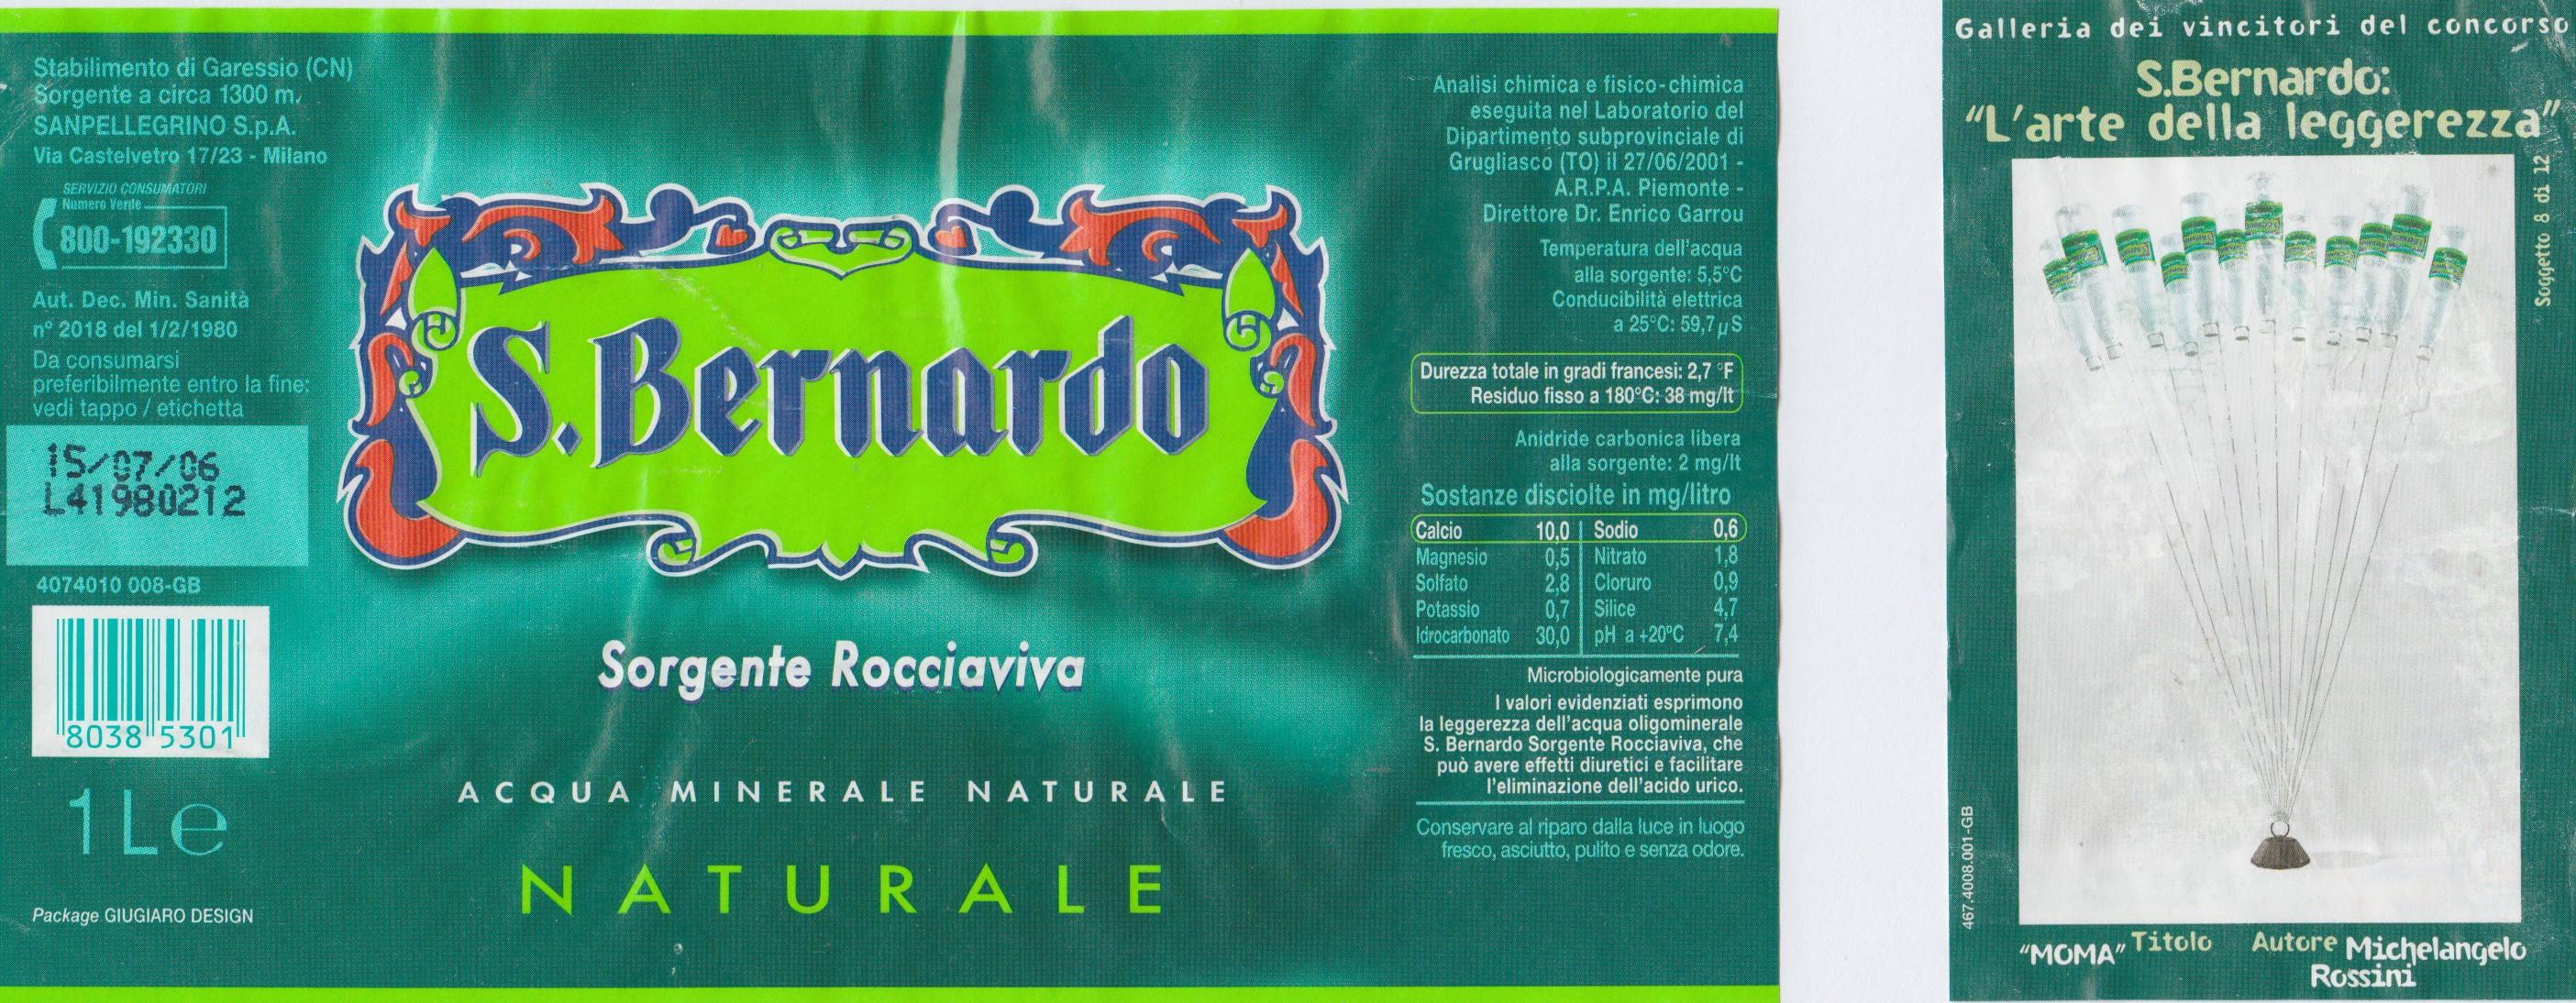 Stabilimento di Garessio (CN)
Sorgente a circa 1300 m.
SANPELLEGRINO S.p.A.
Via Castelvetro 17/23 - Milano
SERVIZIO CONSUMATORI
Numero Verde
800-192330
Aut. Dec. Min. Sanità
n° 2018 del 1/2/1980
Da consumarsi
preferibilmente entro la fine:
vedi tappo / etichetta
15/07/06
L41980212
4074010 008-GB
8038 5301
1L e
Package GIUGIARO DESIGN
S.Bernardo
Sorgente Rocciaviva
ACQUA MINERALE NATURALE
NATURALE
Analisi chimica e fisico-chimica
eseguita nel Laboratorio del
Dipartimento subprovinciale di
Grugliasco (TO) il 27/06/2001 -
A.R.P.A. Piemonte -
Direttore Dr. Enrico Garrou
Temperatura dell'acqua
alla sorgente: 5,5°C
Conducibilità elettrica
a 25°C: 59,7 µS
Durezza totale in gradi francesi: 2,7 °F
Residuo fisso a 180°C: 38 mg/lt
Anidride carbonica libera
alla sorgente: 2 mg/lt
Sostanze disciolte in mg/litro
Calcio 10,0 Sodio 0,6
Magnesio 0,5 Nitrato 1,8
Solfato 2,8 Cloruro 0,9
Potassio 0,7 Silice 4,7
Idrocarbonato 30,0 pH a +20°C 7,4
Microbiologicamente pura
I valori evidenziati esprimono
la leggerezza dell'acqua oligominerale
S. Bernardo Sorgente Rocciaviva, che
può avere effetti diuretici e facilitare
l'eliminazione dell'acido urico.
Conservare al riparo dalla luce in luogo
fresco, asciutto, pulito e senza odore.
Galleria dei vincitori del concorso
S.Bernardo:
"L'arte della leggerezza"
Soggetto 8 di 12
467.4008.001-GB
"MOMA" Titolo Autore Michelangelo
Rossini